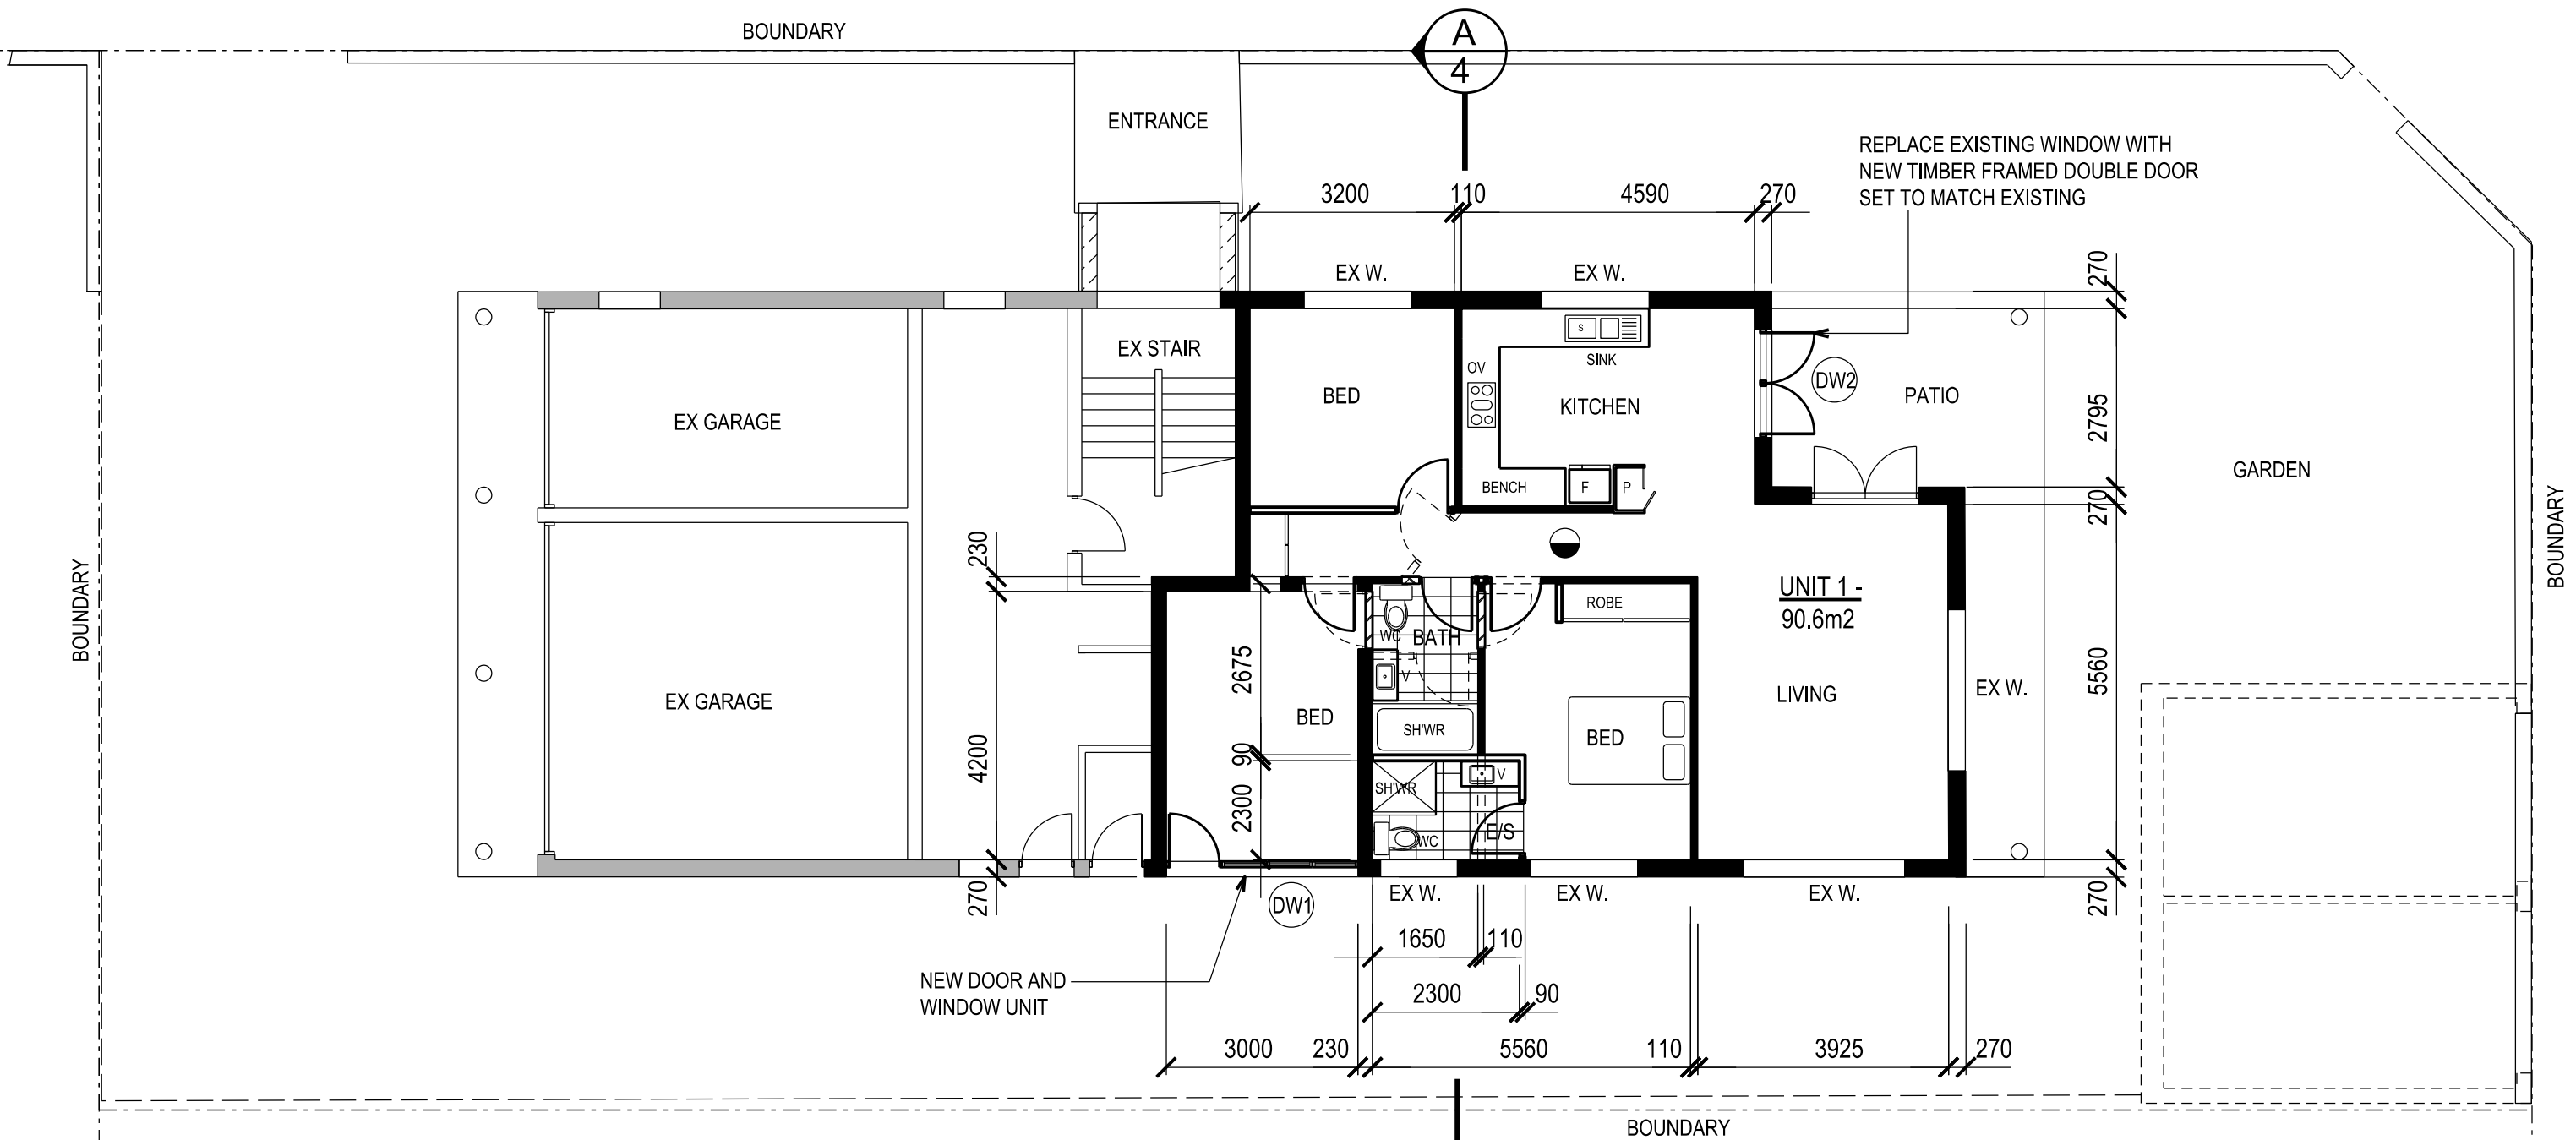 BOUNDARY
A
4
ENTRANCE
REPLACE EXISTING WINDOW WITH
NEW TIMBER FRAMED DOUBLE DOOR
SET TO MATCH EXISTING
3200
110
4590
270
EX W.
EX W.
270
EX STAIR
S
SINK
OV
DW2
BED
KITCHEN
PATIO
2795
EX GARAGE
GARDEN
BENCH
F
P
270
BOUNDARY
BOUNDARY
230
UNIT 1 -
90.6m2
ROBE
WC
BATH
2675
V
5560
EX GARAGE
LIVING
EX W.
BED
SH'WR
BED
4200
90
V
SH'WR
2300
E/S
WC
270
270
DW1
EX W.
EX W.
EX W.
1650
110
NEW DOOR AND
WINDOW UNIT
2300
90
3000
230
5560
110
3925
270
BOUNDARY